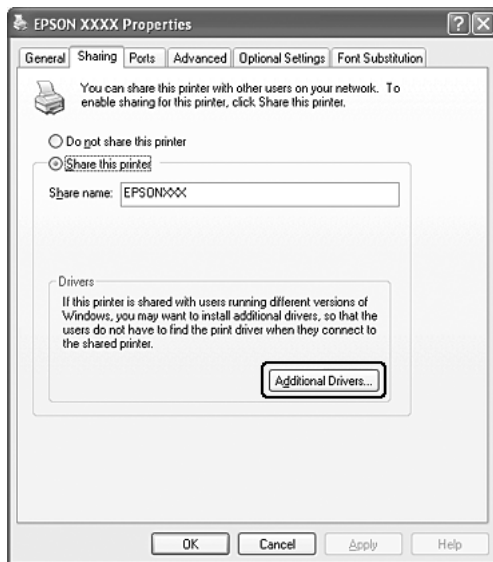 EPSON XXXX Properties
General Sharing Ports Advanced Optional Settings Font Substitution
You can share this printer with other users on your network. To
enable sharing for this printer, click Share this printer.
Do not share this printer
Share this printer
Share name: EPSONXXX
Drivers
If this printer is shared with users running different versions of
Windows, you may want to install additional drivers, so that the
users do not have to find the print driver when they connect to
the shared printer.
Additional Drivers...
OK Cancel Apply Help